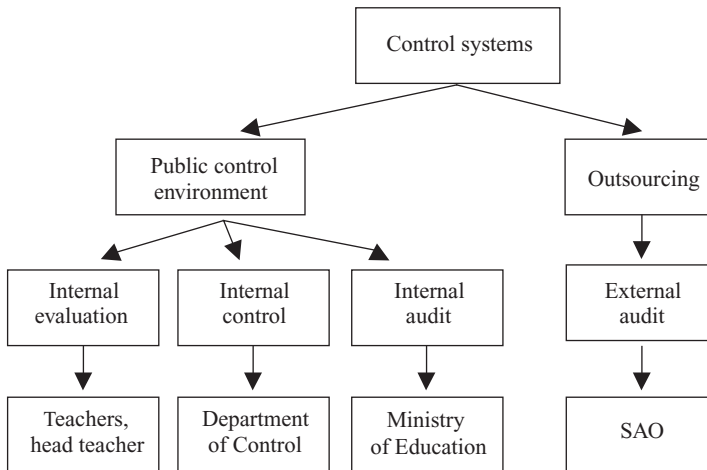 Control systems
Public control
environment
Outsourcing
Internal
evaluation
Internal
control
Internal
audit
External
audit
Teachers,
head teacher
Department
of Control
Ministry
of Education
SAO